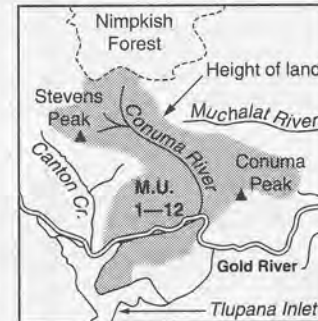 Nimpkish
Forest
Height of land
Stevens
Peak
Muchalat River
Conuma River
Canton Cr.
Conuma
Peak
M.U.
1—12
Gold River
Tlupana Inlet